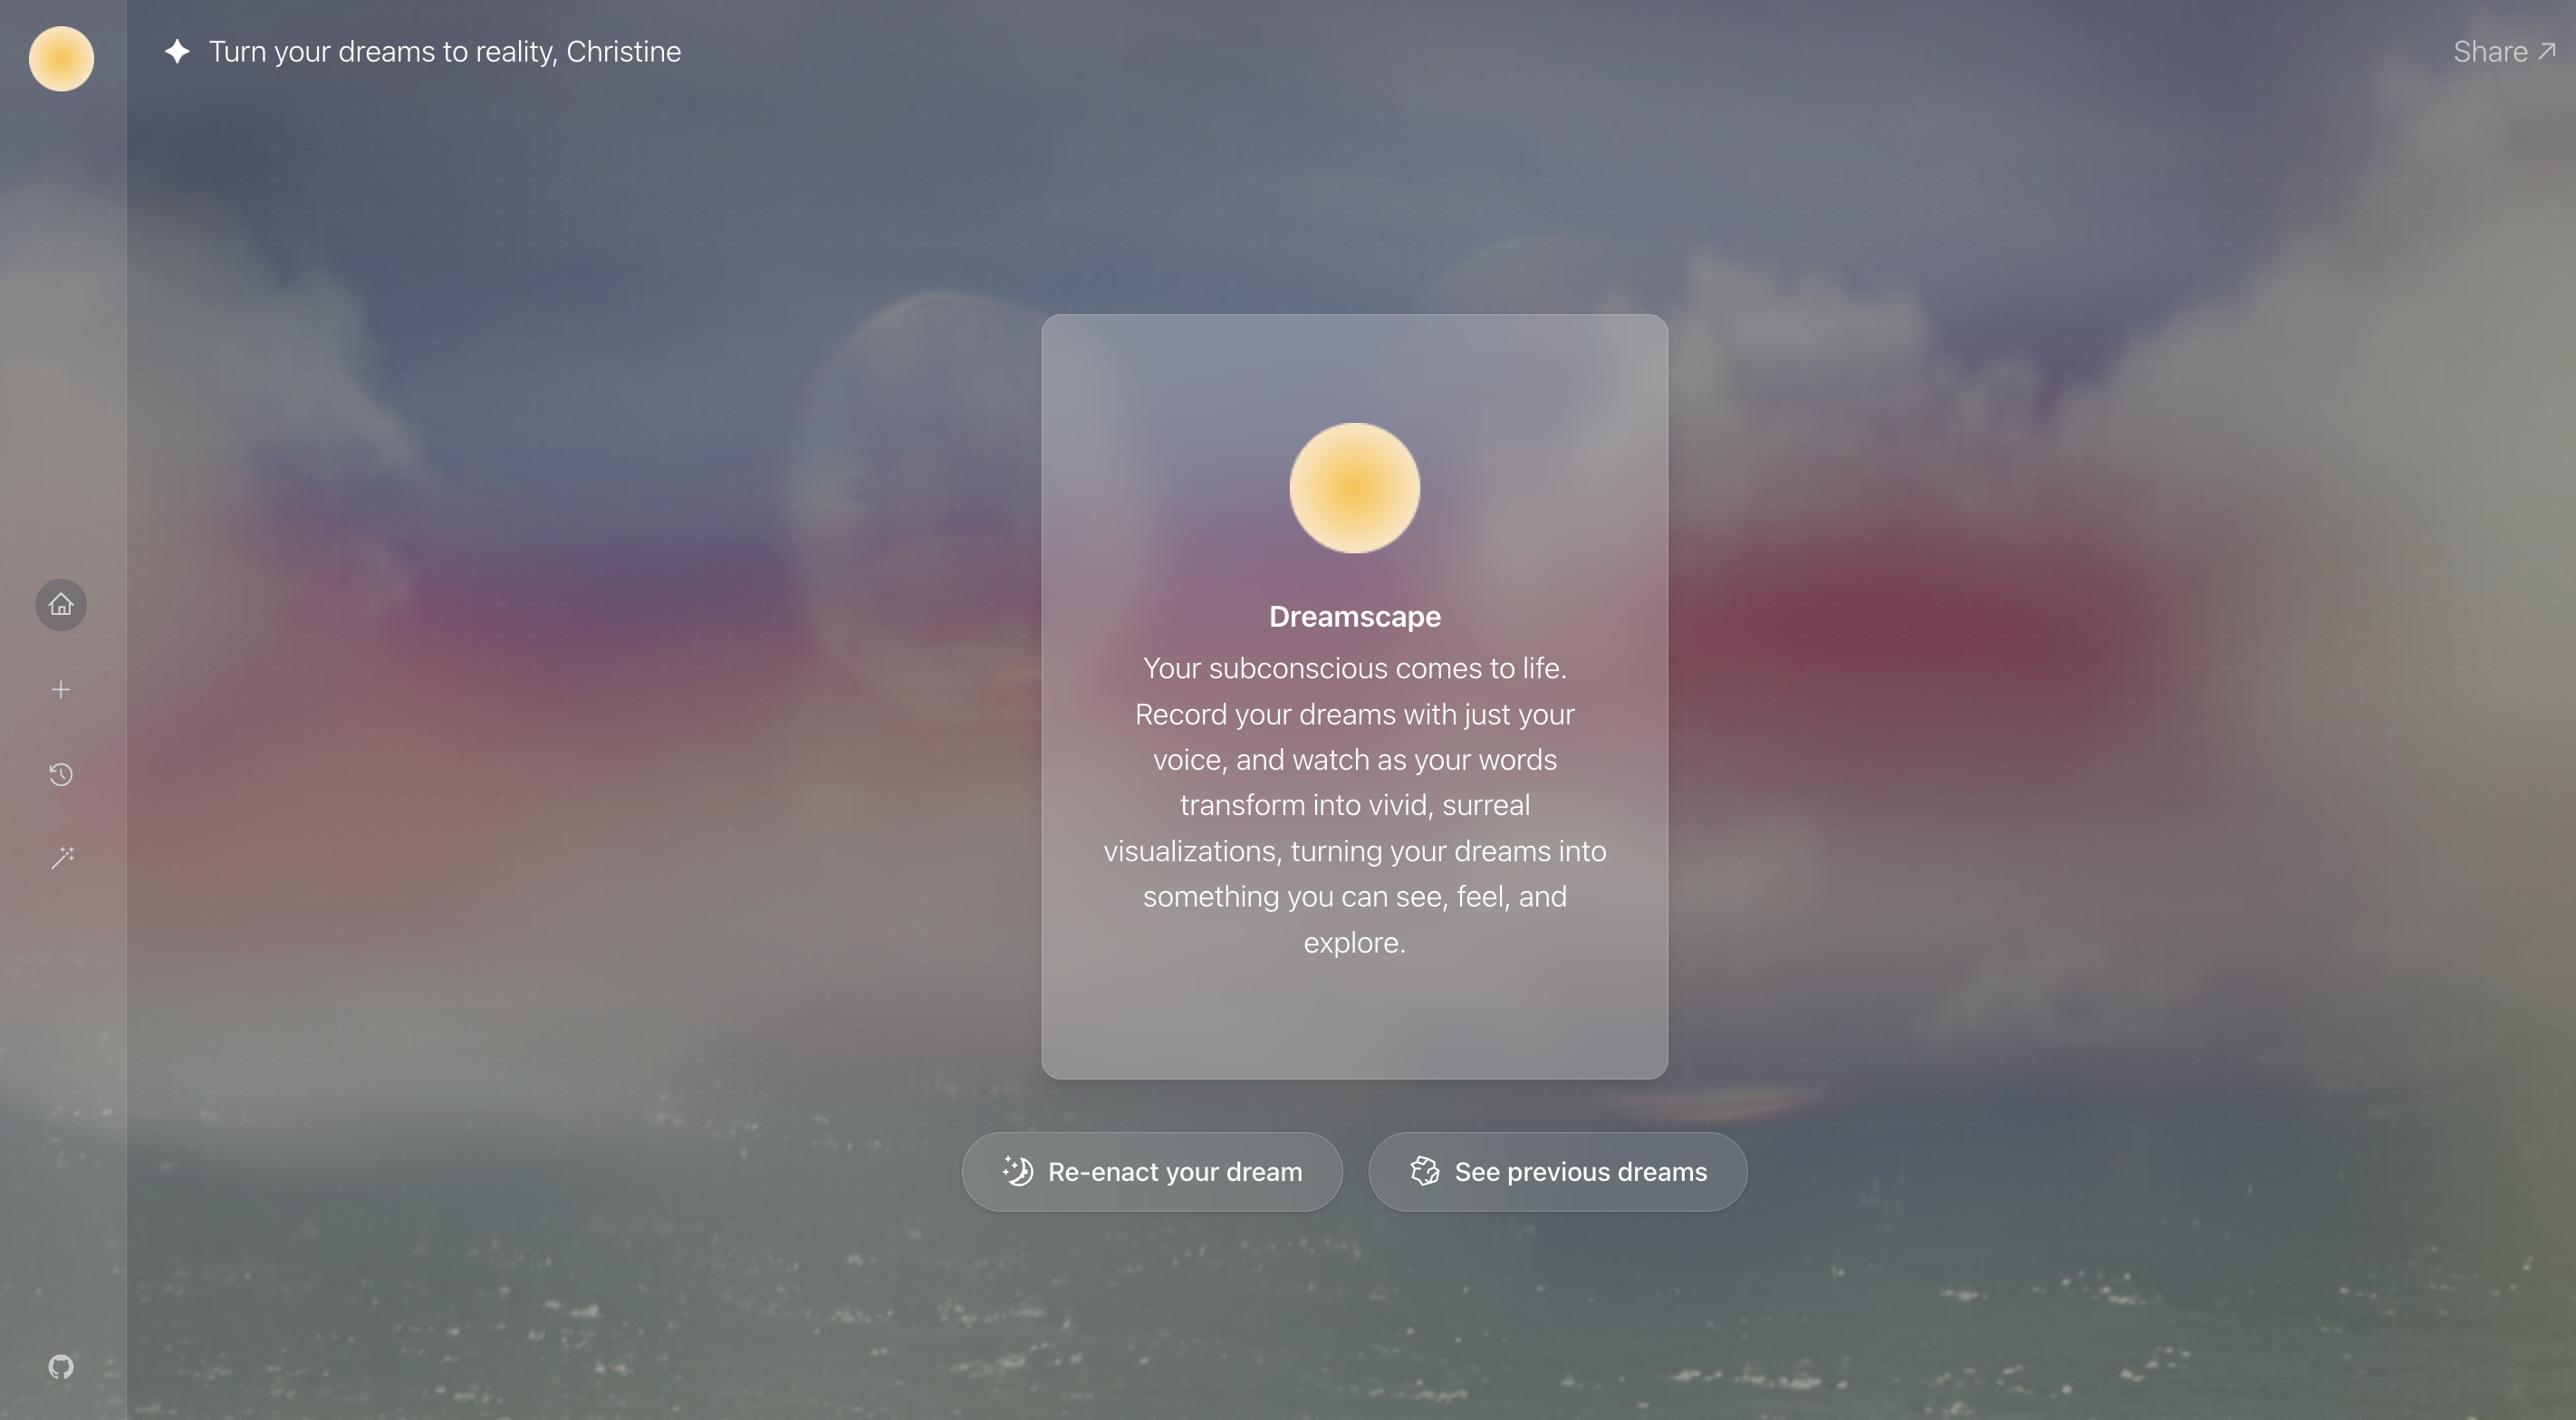 Turn your dreams to reality, Christine
Share
Dreamscape
Your subconscious comes to life.
Record your dreams with just your
voice, and watch as your words
transform into vivid, surreal
visualizations, turning your dreams into
something you can see, feel, and
explore.
Re-enact your dream
See previous dreams